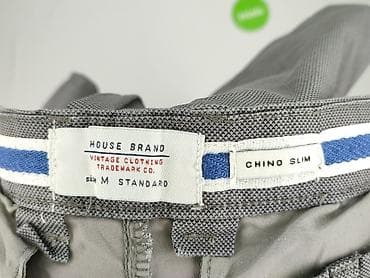 HOUSE BRAND
VINTAGE CLOTHING
TRADEMARK CO.
size M STANDARD
CHINO SLIM